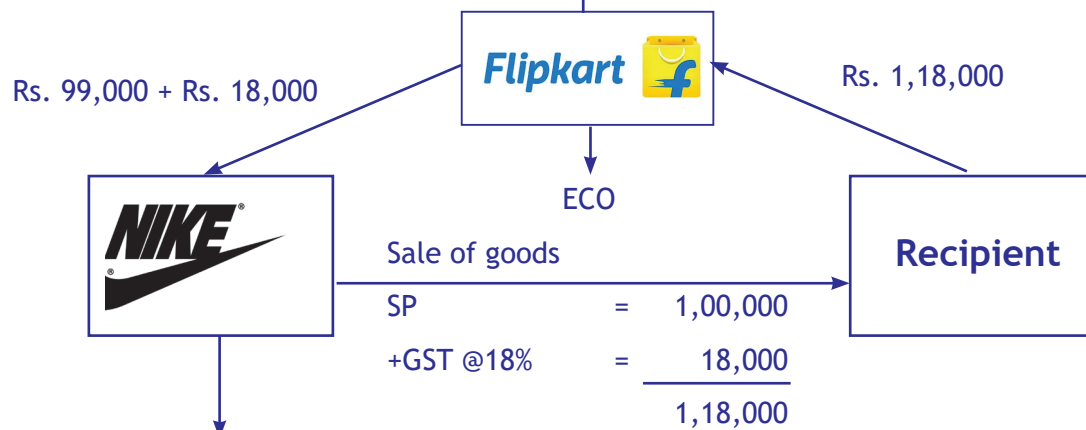 Flipkart
Rs. 99,000 + Rs. 18,000
Rs. 1,18,000
ECO
NIKE®
®
Recipient
Sale of goods
SP = 1,00,000
+GST @18% = 18,000
1,18,000